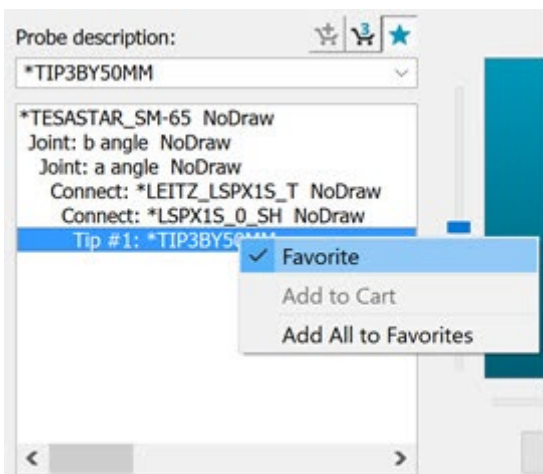 Probe description:
3
*TIP3BY50MM
*TESASTAR_SM-65 NoDraw
Joint: b angle NoDraw
Joint: a angle NoDraw
Connect: *LEITZ_LSPX1S_T NoDraw
Connect: *LSPX1S_0_SH NoDraw
Tip #1: *TIP3BY50MM
Favorite
Add to Cart
Add All to Favorites